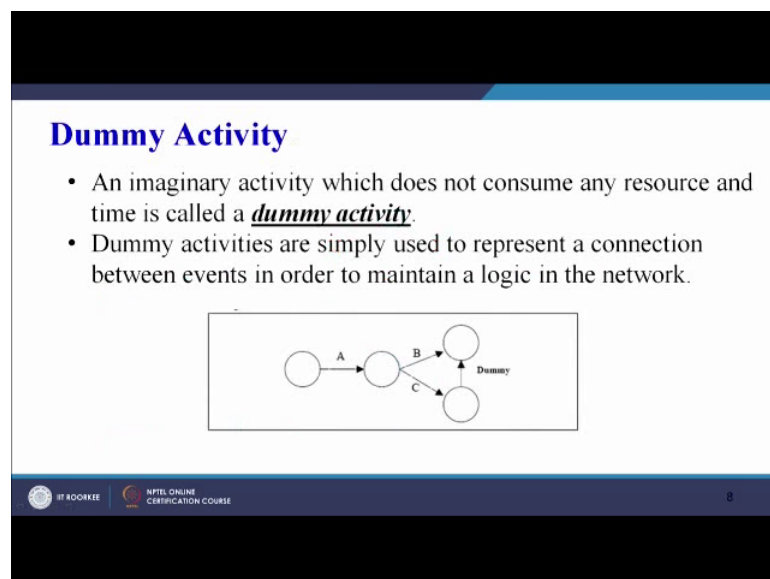 Dummy Activity
• An imaginary activity which does not consume any resource and
time is called a dummy activity.
• Dummy activities are simply used to represent a connection
between events in order to maintain a logic in the network.
A
B
C
Dummy
IIT ROORKEE
NPTEL ONLINE
CERTIFICATION COURSE
8